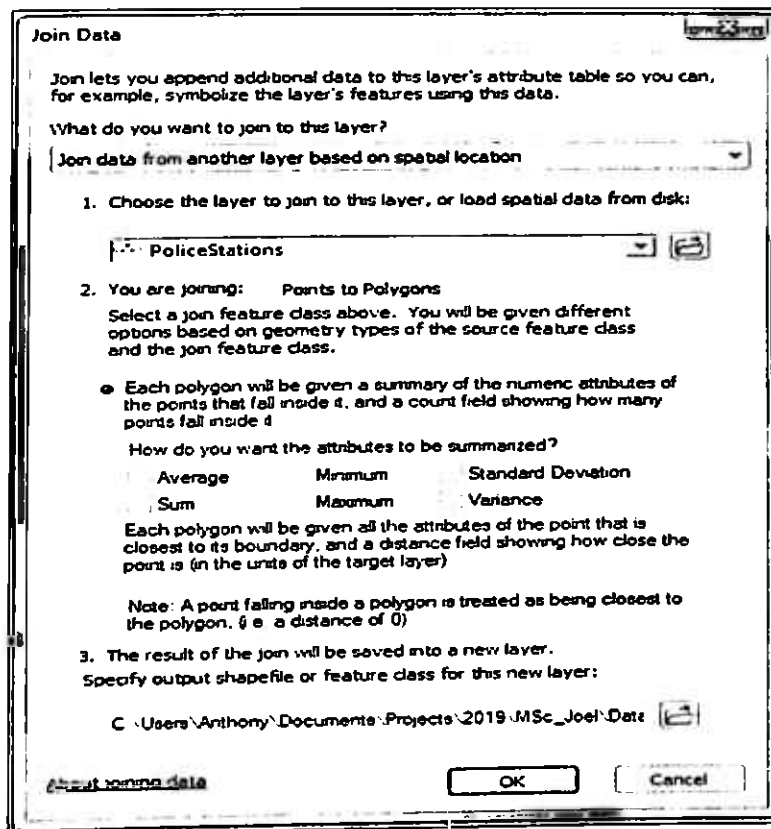 Join Data
Join lets you append additional data to this layer's attribute table so you can,
for example, symbolize the layer's features using this data.
What do you want to join to this layer?
Join data from another layer based on spatial location
1. Choose the layer to join to this layer, or load spatial data from disk:
PoliceStations
2. You are joining: Points to Polygons
Select a join feature class above. You will be given different
options based on geometry types of the source feature class
and the join feature class.
Each polygon will be given a summary of the numeric attributes of
the points that fall inside it, and a count field showing how many
points fall inside it
How do you want the attributes to be summarized?
Average Minimum Standard Deviation
Sum Maximum Variance
Each polygon will be given all the attributes of the point that is
closest to its boundary, and a distance field showing how close the
point is (in the units of the target layer)
Note: A point falling inside a polygon is treated as being closest to
the polygon, (i e a distance of 0)
3. The result of the join will be saved into a new layer.
Specify output shapefile or feature class for this new layer:
C \Users\Anthony\Documents\Projects\2019\MSc_Joel\Data
About joining data OK Cancel